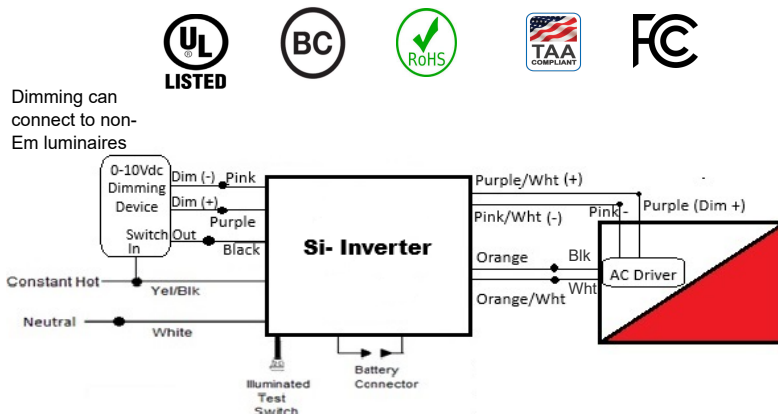 UL
®
LISTED
BC
RoHS
TAA
COMPLIANT
FC
Dimming can
connect to non-
Em luminaires
0-10Vdc
Dimming
Device
Switch
In
Out
Dim (-)
Pink
Dim (+)
Purple
Black
Constant Hot
Yel/Blk
Neutral
White
Si- Inverter
Illuminated
Test
Switch
Battery
Connector
Purple/Wht (+)
Pink/Wht (-)
Pink -
Purple (Dim +)
Orange
Blk
Orange/Wht
Wht
AC Driver